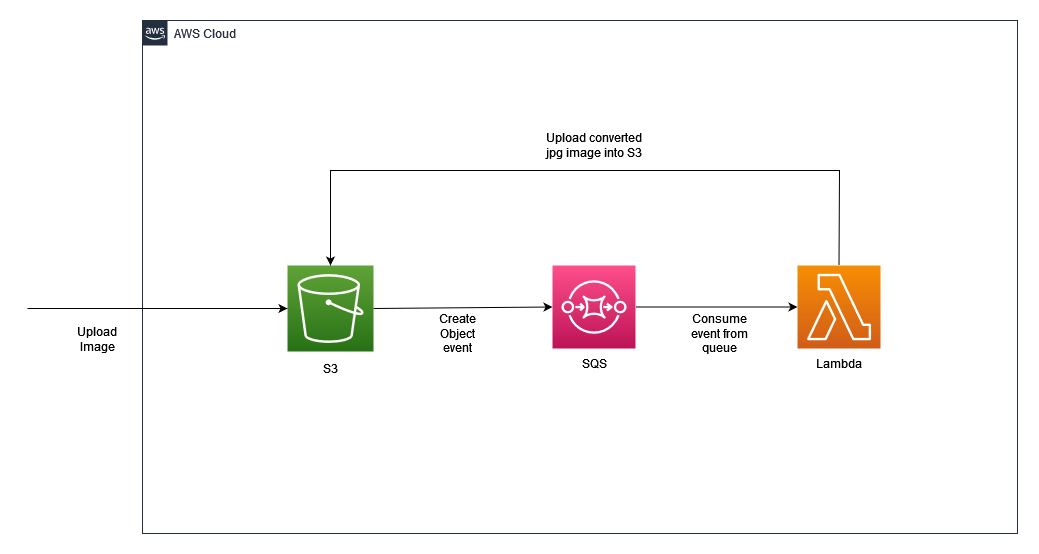 aws
AWS Cloud
Upload converted
jpg image into S3
Upload
Image
Create
Object
event
Consume
event from
queue
S3
SQS
Lambda